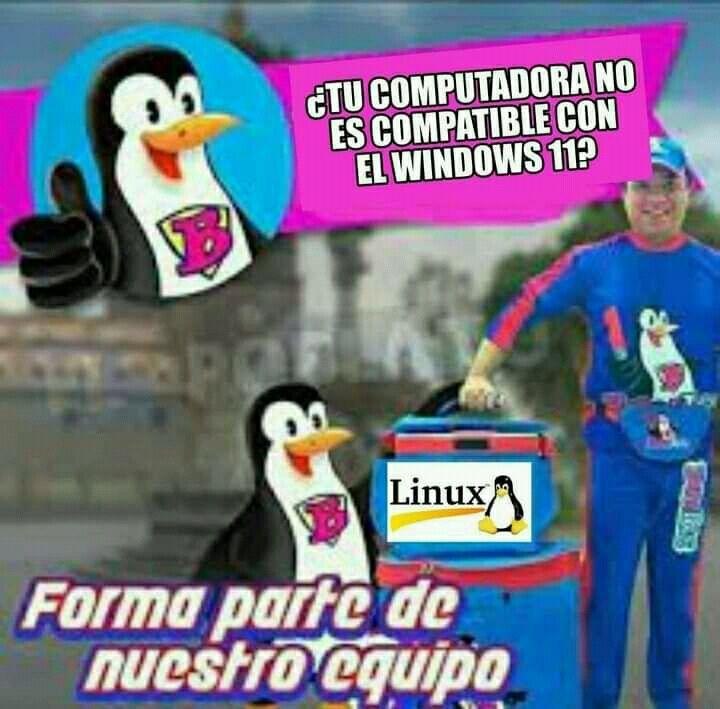 ¿TU COMPUTADORA NO
ES COMPATIBLE CON
EL WINDOWS 11?
B
B
Linux
Forma parte de
nuestro equipo